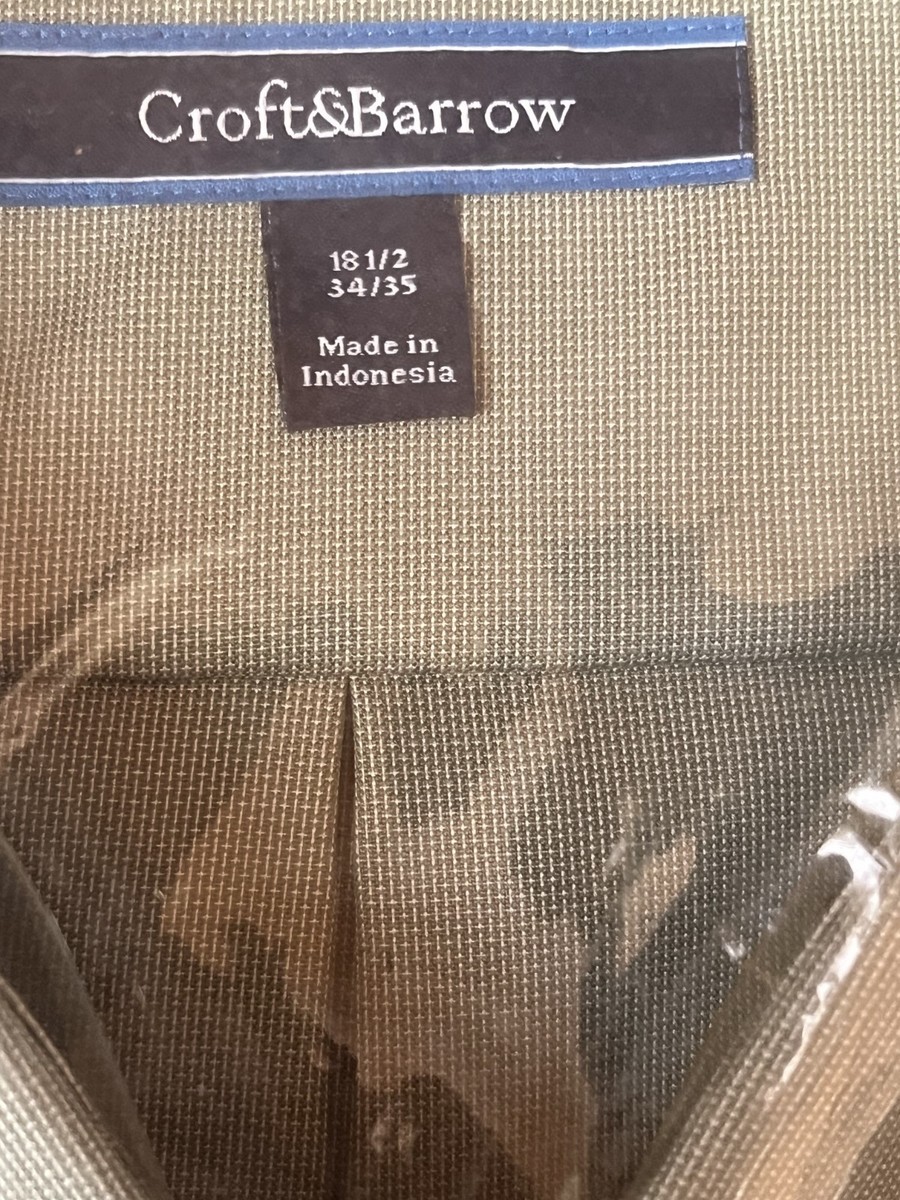 Croft&Barrow
18 1/2
34/35
Made in
Indonesia